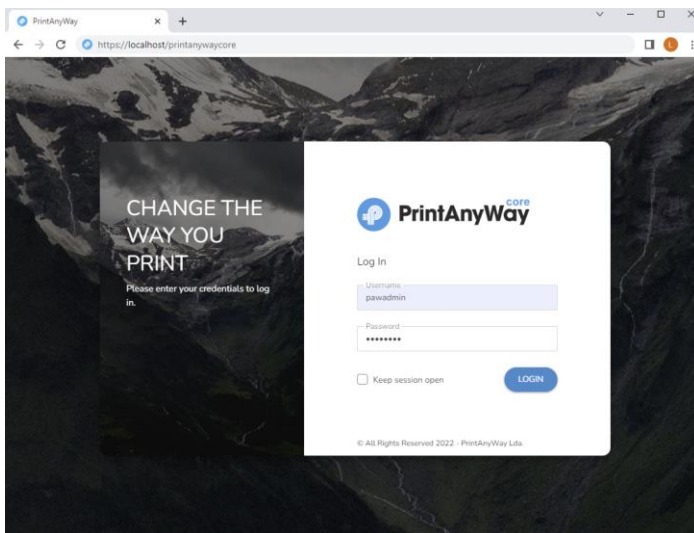 PrintAnyWay
https://localhost/printanywaycore
L
CHANGE THE
WAY YOU
PRINT
Please enter your credentials to log
in.
core
PrintAnyWay
Log In
Username
pawadmin
Password
••••••••
Keep session open
LOGIN
© All Rights Reserved 2022 - PrintAnyWay Lda.